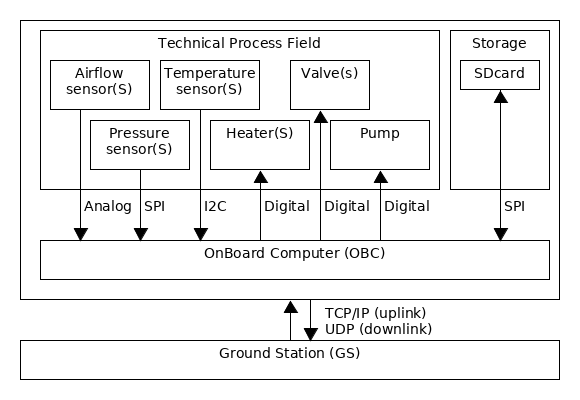 Technical Process Field
Storage
Airflow
sensor(S)
Temperature
sensor(S)
Valve(s)
SDcard
Pressure
sensor(S)
Heater(S)
Pump
Analog
SPI
I2C
Digital
Digital
Digital
SPI
OnBoard Computer (OBC)
TCP/IP (uplink)
UDP (downlink)
Ground Station (GS)